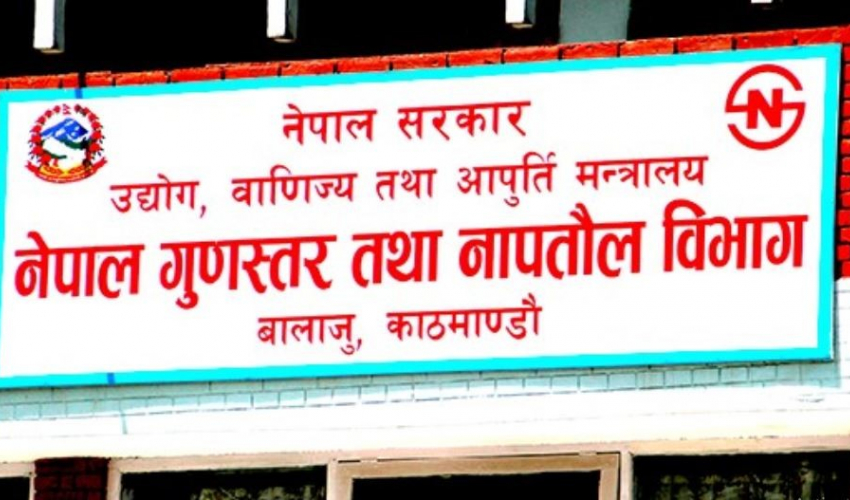 नेपाल सरकार
उद्योग, वाणिज्य तथा आपुर्ति मन्त्रालय
नेपाल गुणस्तर तथा नापतौल विभाग
बालाजु, काठमाण्डौ